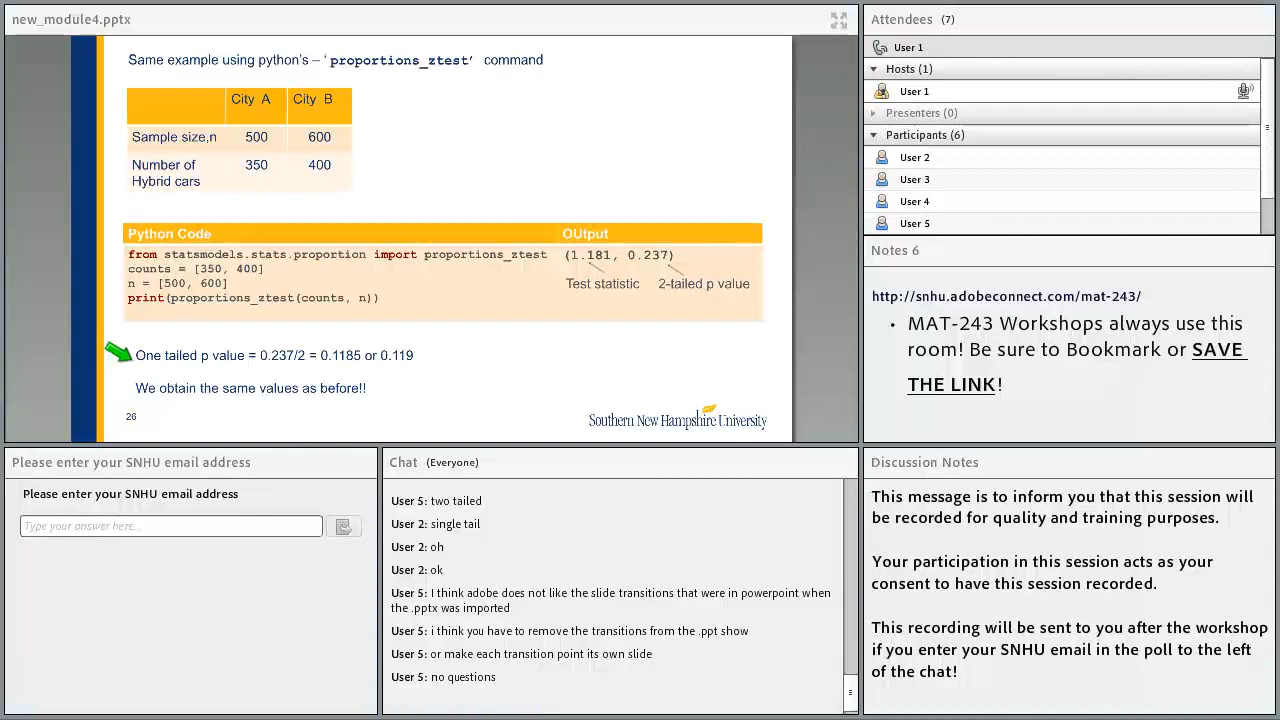 new_module4.pptx
Same example using python's – 'proportions_ztest' command
City A City B
Sample size,n 500 600
Number of 350 400
Hybrid cars
Python Code OUtput
from statsmodels.stats.proportion import proportions_ztest (1.181, 0.237)
counts = [350, 400]
n = [500, 600] Test statistic 2-tailed p value
print(proportions_ztest(counts, n))
One tailed p value = 0.237/2 = 0.1185 or 0.119
We obtain the same values as before!!
26
Southern New Hampshire University
Attendees (7)
User 1
Hosts (1)
User 1
Presenters (0)
Participants (6)
User 2
User 3
User 4
User 5
Notes 6
http://snhu.adobeconnect.com/mat-243/
• MAT-243 Workshops always use this
room! Be sure to Bookmark or SAVE
THE LINK!
Please enter your SNHU email address
Please enter your SNHU email address
Type your answer here...
Chat (Everyone)
User 5: two tailed
User 2: single tail
User 2: oh
User 2: ok
User 5: I think adobe does not like the slide transitions that were in powerpoint when
the .pptx was imported
User 5: i think you have to remove the transitions from the .ppt show
User 5: or make each transition point its own slide
User 5: no questions
Discussion Notes
This message is to inform you that this session will
be recorded for quality and training purposes.
Your participation in this session acts as your
consent to have this session recorded.
This recording will be sent to you after the workshop
if you enter your SNHU email in the poll to the left
of the chat!